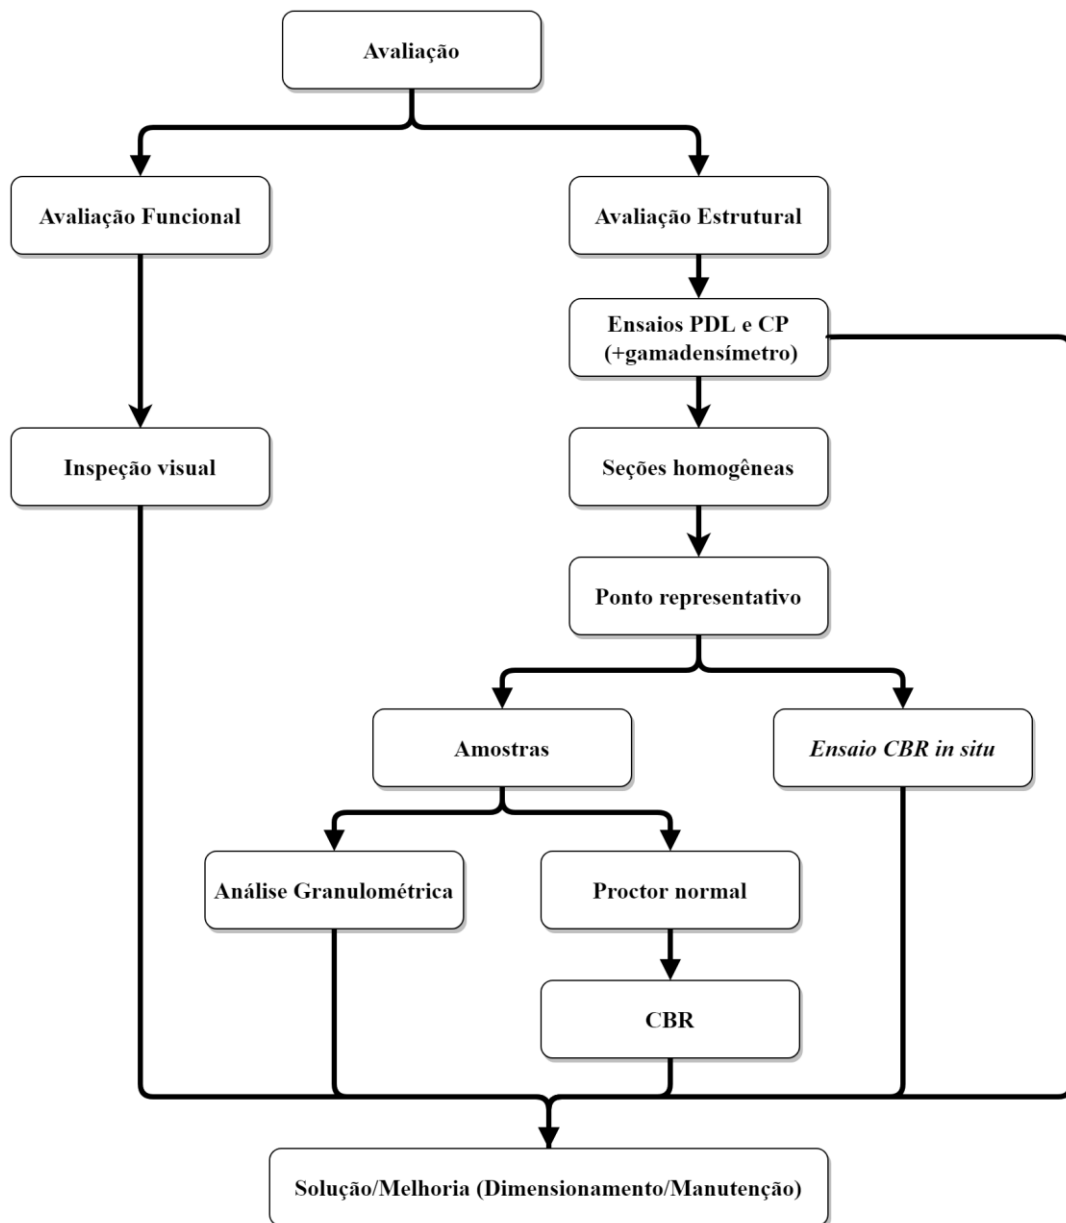 Avaliação
Avaliação Funcional
Avaliação Estrutural
Ensaios PDL e CP
(+gamadensímetro)
Inspeção visual
Seções homogêneas
Ponto representativo
Amostras
Ensaio CBR in situ
Análise Granulométrica
Proctor normal
CBR
Solução/Melhoria (Dimensionamento/Manutenção)